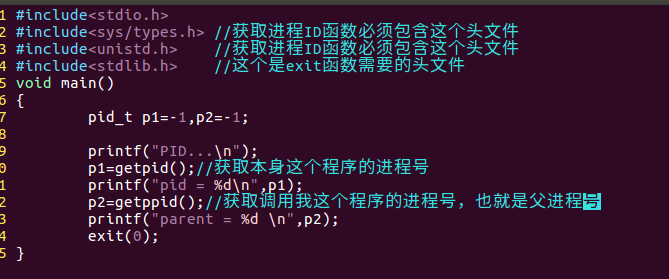 1 #include<stdio.h>
2 #include<sys/types.h> //获取进程ID函数必须包含这个头文件
3 #include<unistd.h>    //获取进程ID函数必须包含这个头文件
4 #include<stdlib.h>    //这个是exit函数需要的头文件
5 void main()
6 {
7         pid_t p1=-1,p2=-1;
8
9         printf("PID...\n");
0         p1=getpid();//获取本身这个程序的进程号
1         printf("pid = %d\n",p1);
2         p2=getppid();//获取调用我这个程序的进程号，也就是父进程号
3         printf("parent = %d \n",p2);
4         exit(0);
5 }